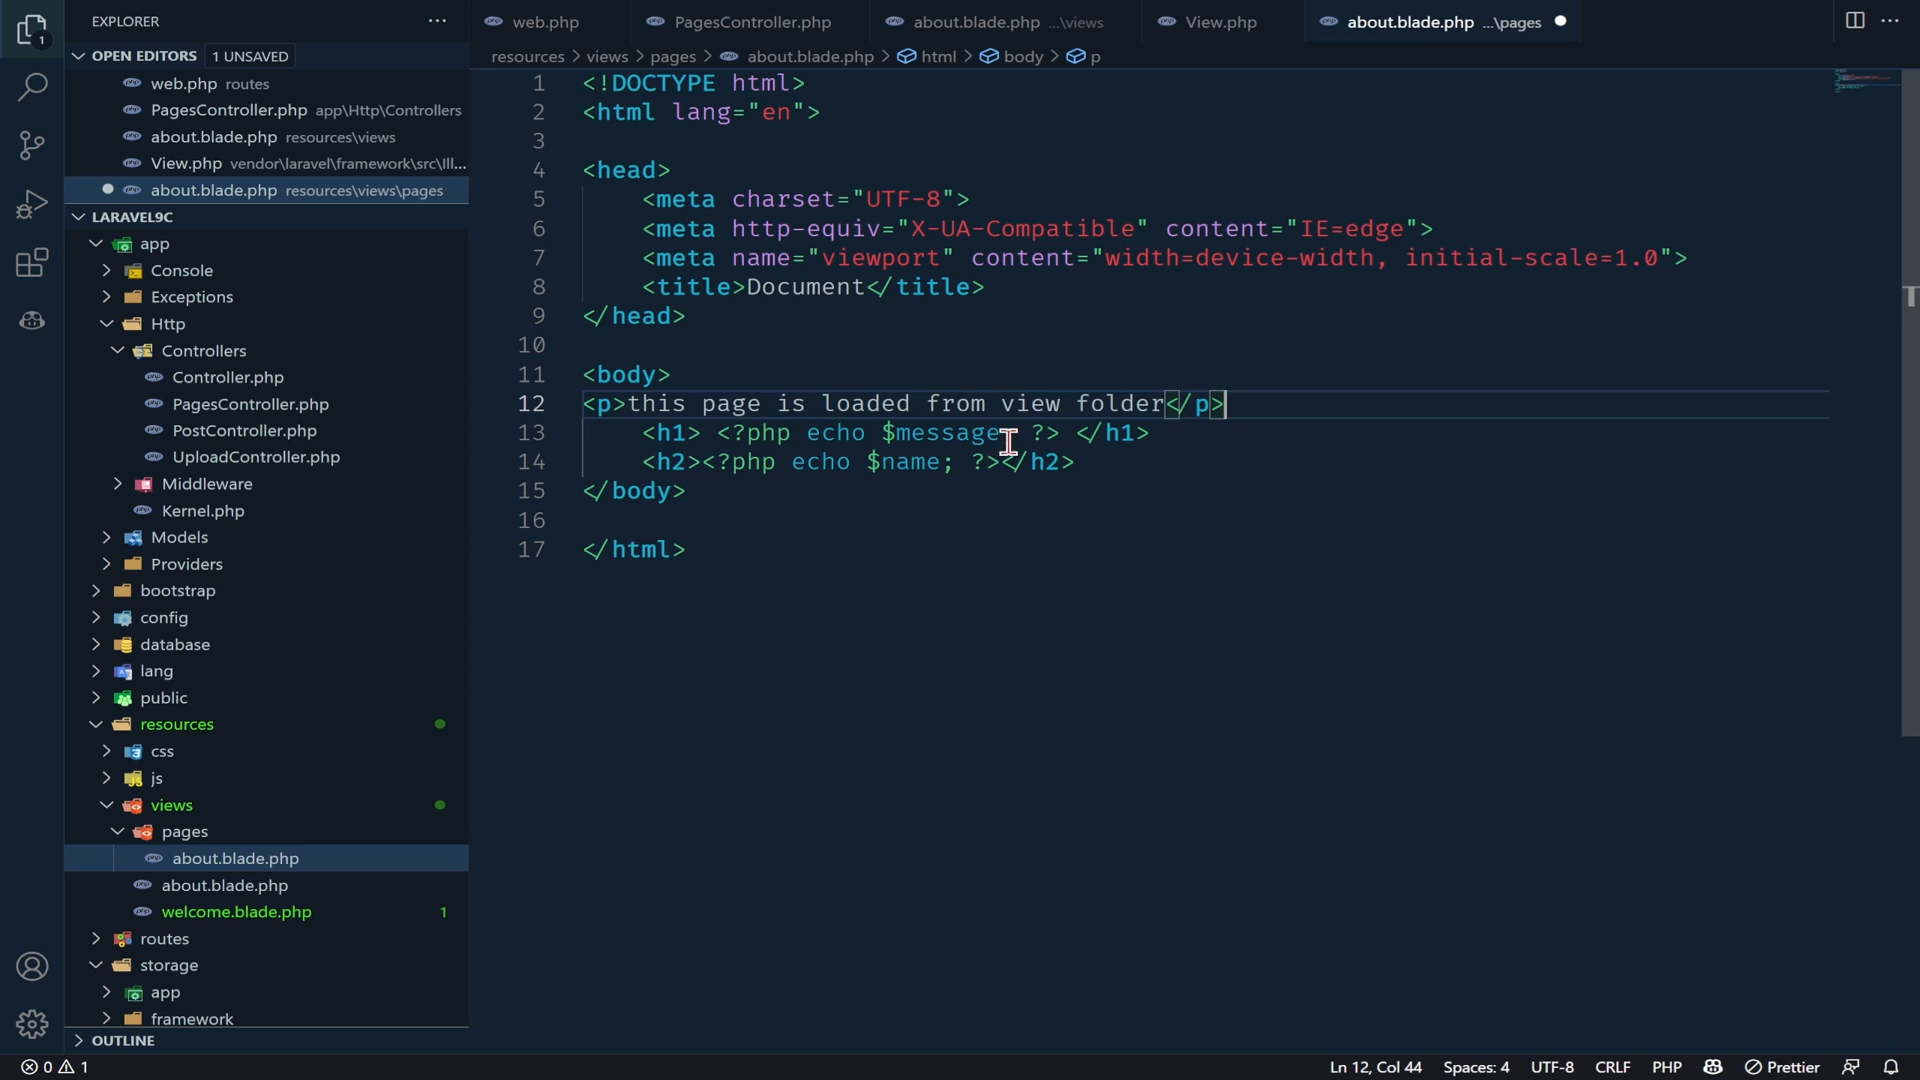 EXPLORER
OPEN EDITORS 1 UNSAVED
web.php routes
PagesController.php app\Http\Controllers
about.blade.php resources\views
View.php vendor\laravel\framework\src\Ill...
about.blade.php resources\views\pages
LARAVEL9C
app
Console
Exceptions
Http
Controllers
Controller.php
PagesController.php
PostController.php
UploadController.php
Middleware
Kernel.php
Models
Providers
bootstrap
config
database
lang
public
resources
css
js
views
pages
about.blade.php
about.blade.php
welcome.blade.php 1
routes
storage
app
framework
OUTLINE
web.php PagesController.php about.blade.php ...\views View.php about.blade.php ...\pages
resources > views > pages > about.blade.php > html > body > p
1 <!DOCTYPE html>
2 <html lang="en">
3
4 <head>
5 <meta charset="UTF-8">
6 <meta http-equiv="X-UA-Compatible" content="IE=edge">
7 <meta name="viewport" content="width=device-width, initial-scale=1.0">
8 <title>Document</title>
9 </head>
10
11 <body>
12 <p>this page is loaded from view folder</p>
13 <h1> <?php echo $message ?> </h1>
14 <h2><?php echo $name; ?></h2>
15 </body>
16
17 </html>
0 1
Ln 12, Col 44 Spaces: 4 UTF-8 CRLF PHP Prettier